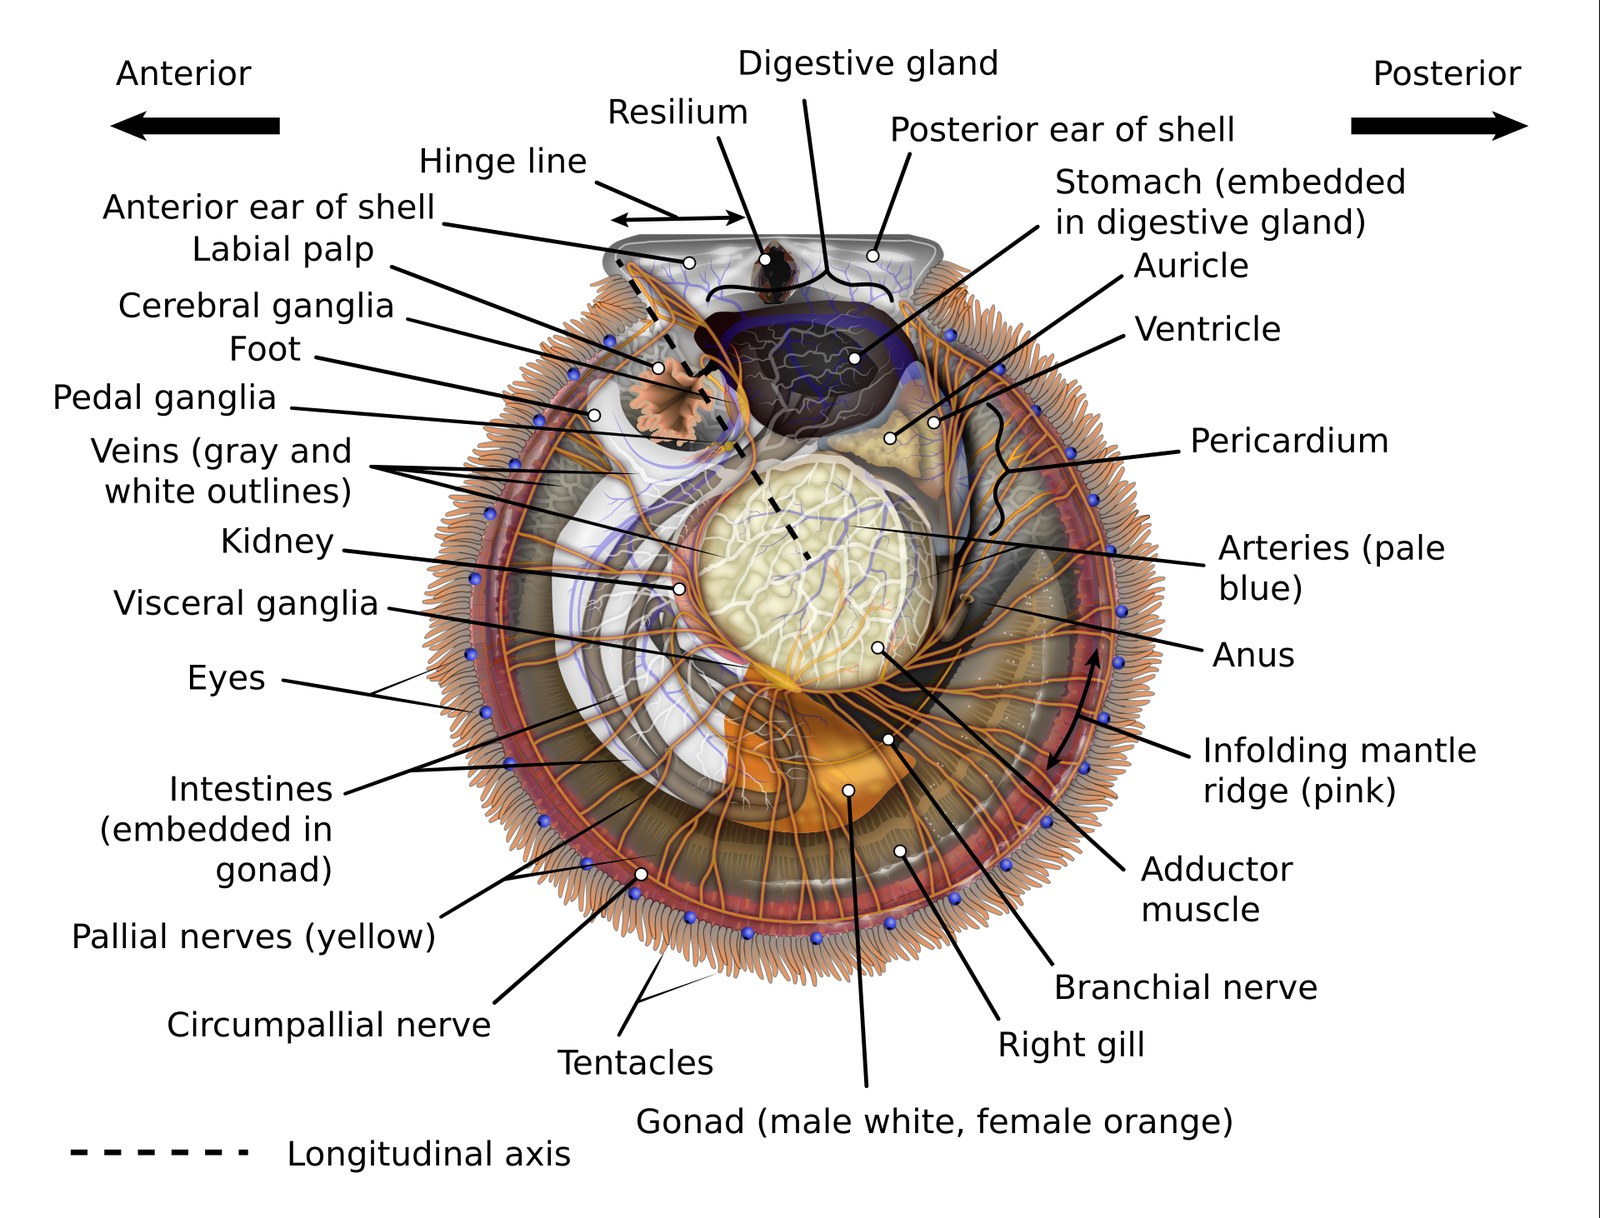 Anterior
Digestive gland
Posterior
Resilium
Posterior ear of shell
Hinge line
Stomach (embedded
in digestive gland)
Anterior ear of shell
Labial palp
Auricle
Cerebral ganglia
Ventricle
Foot
Pedal ganglia
Veins (gray and
white outlines)
Pericardium
Kidney
Arteries (pale
blue)
Visceral ganglia
Anus
Eyes
Infolding mantle
ridge (pink)
Intestines
(embedded in
gonad)
Adductor
muscle
Pallial nerves (yellow)
Branchial nerve
Circumpallial nerve
Right gill
Tentacles
Gonad (male white, female orange)
Longitudinal axis